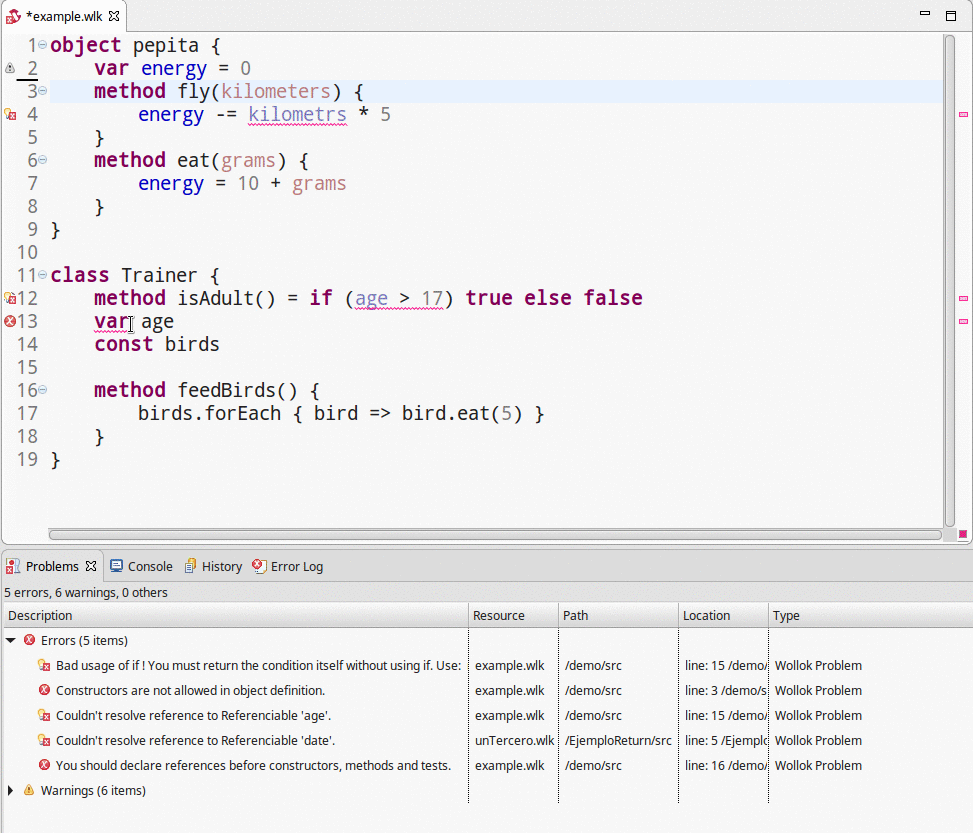 *example.wlk
1 object pepita {
2 var energy = 0
3 method fly(kilometers) {
4 energy -= kilometrs * 5
5 }
6 method eat(grams) {
7 energy = 10 + grams
8 }
9 }
10
11 class Trainer {
12 method isAdult() = if (age > 17) true else false
13 var age
14 const birds
15
16 method feedBirds() {
17 birds.forEach { bird => bird.eat(5) }
18 }
19 }
Problems Console History Error Log
5 errors, 6 warnings, 0 others
Description Resource Path Location Type
Errors (5 items)
Bad usage of if ! You must return the condition itself without using if. Use: example.wlk /demo/src line: 15 /demo/ Wollok Problem
Constructors are not allowed in object definition. example.wlk /demo/src line: 3 /demo/s Wollok Problem
Couldn't resolve reference to Referenciable 'age'. example.wlk /demo/src line: 15 /demo/ Wollok Problem
Couldn't resolve reference to Referenciable 'date'. unTercero.wlk /EjemploReturn/src line: 5 /Ejemplo Wollok Problem
You should declare references before constructors, methods and tests. example.wlk /demo/src line: 16 /demo/ Wollok Problem
Warnings (6 items)